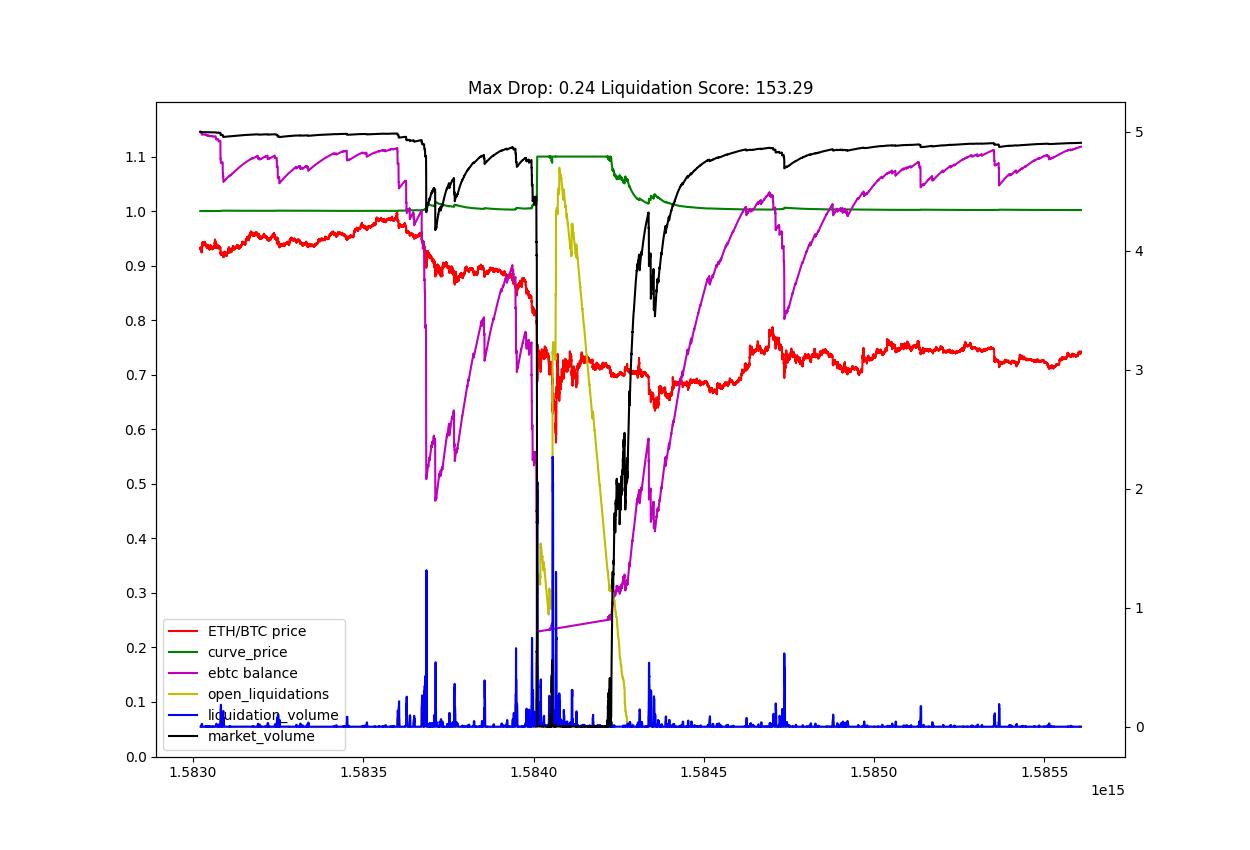 Max Drop: 0.24 Liquidation Score: 153.29
1.1
1.0
0.9
0.8
0.7
0.6
0.5
0.4
0.3
0.2
0.1
0.0
5
4
3
2
1
0
ETH/BTC price
curve_price
ebtc balance
open_liquidations
liquidation_volume
market_volume
1.5830 1.5835 1.5840 1.5845 1.5850 1.5855
1e15